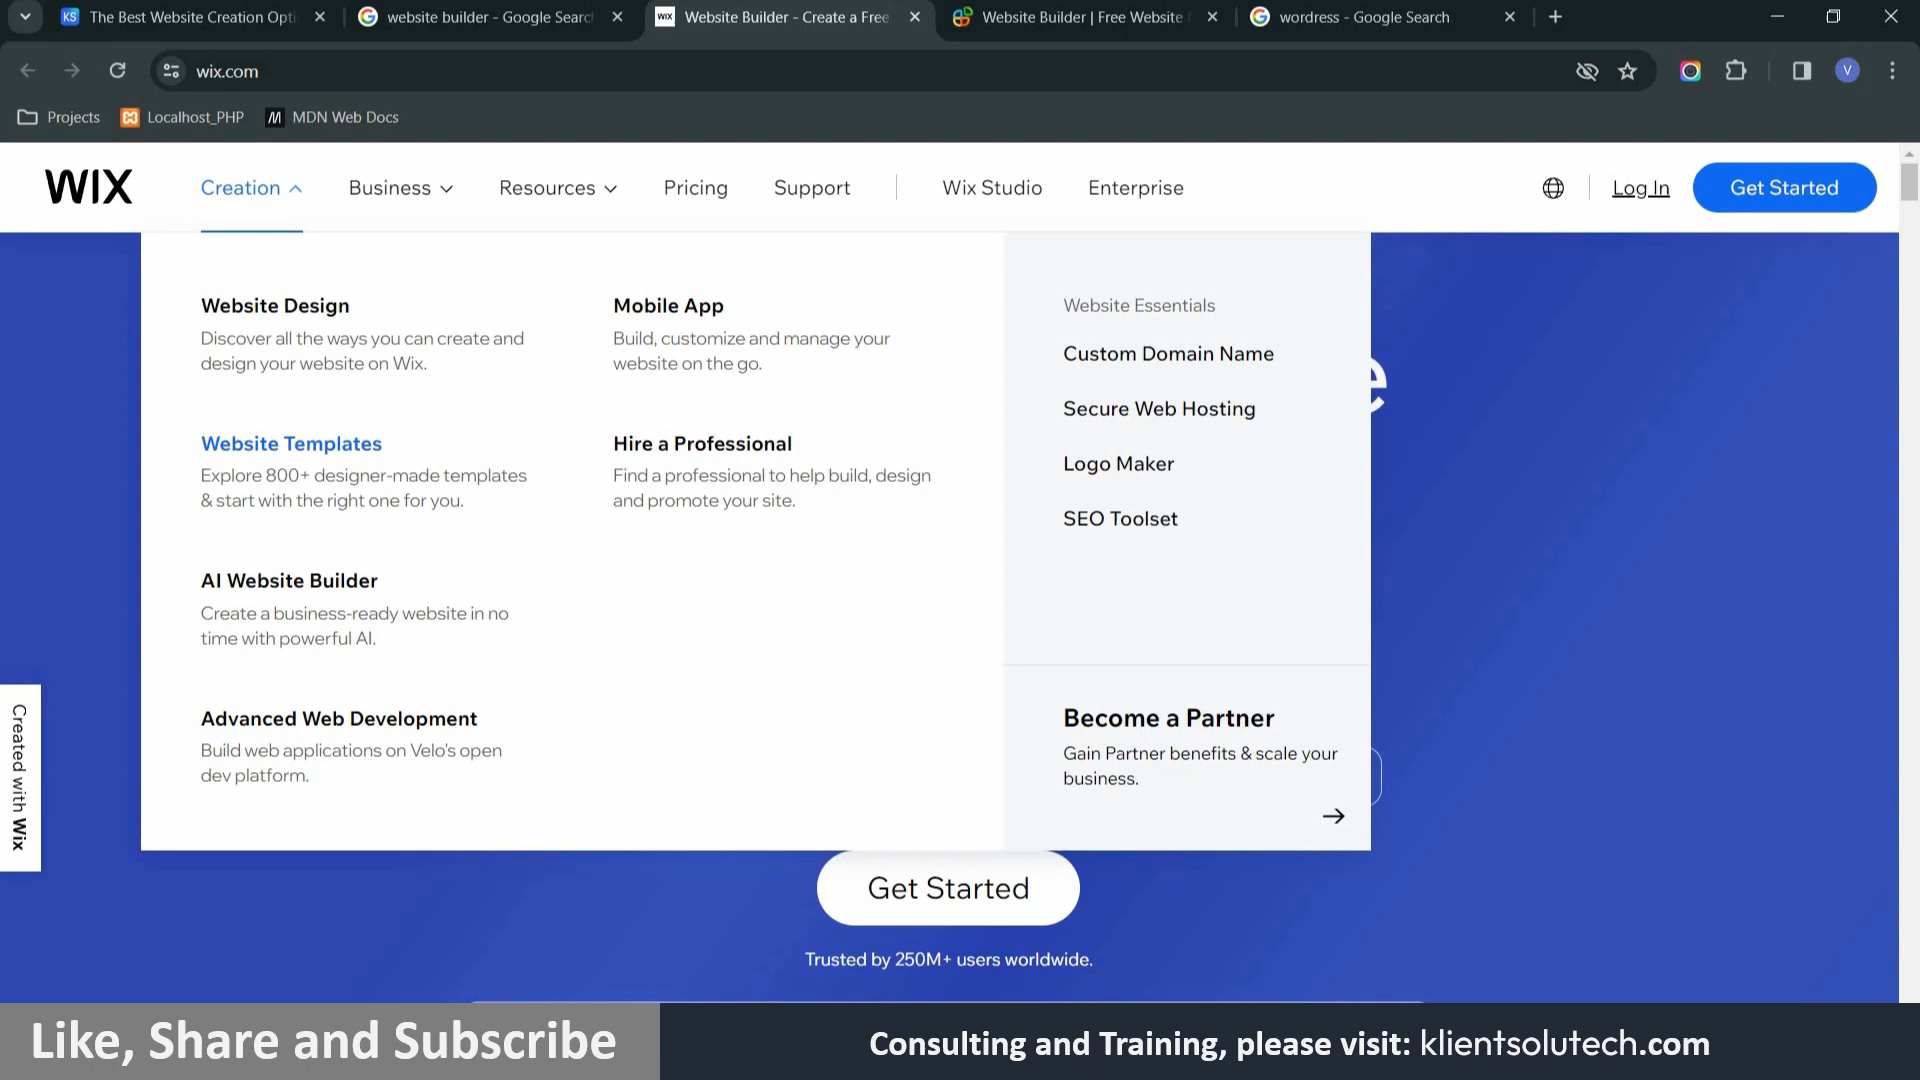 KS The Best Website Creation Opti
website builder - Google Searc
WIX Website Builder - Create a Free
Website Builder | Free Website
wordress - Google Search
wix.com
V
Projects
Localhost_PHP
MDN Web Docs
WIX
Creation
Business
Resources
Pricing
Support
Wix Studio
Enterprise
Log In
Get Started
Website Design
Discover all the ways you can create and
design your website on Wix.
Website Templates
Explore 800+ designer-made templates
& start with the right one for you.
AI Website Builder
Create a business-ready website in no
time with powerful AI.
Advanced Web Development
Build web applications on Velo's open
dev platform.
Mobile App
Build, customize and manage your
website on the go.
Hire a Professional
Find a professional to help build, design
and promote your site.
Website Essentials
Custom Domain Name
Secure Web Hosting
Logo Maker
SEO Toolset
Become a Partner
Gain Partner benefits & scale your
business.
e
Created with Wix
Get Started
Trusted by 250M+ users worldwide.
Like, Share and Subscribe
Consulting and Training, please visit: klientsolutech.com